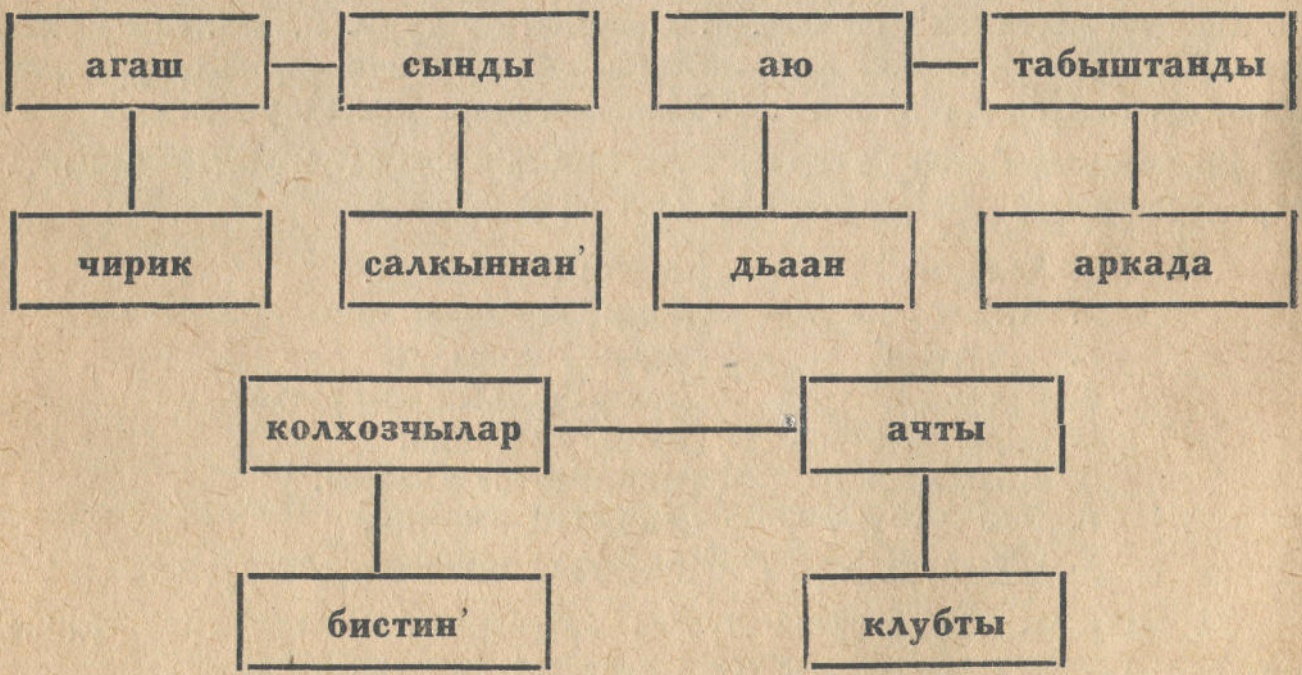 агаш сынды аю табыштанды
чирик салкыннан’ дьаан аркада
колхозчылар ачты
бистин’ клубты